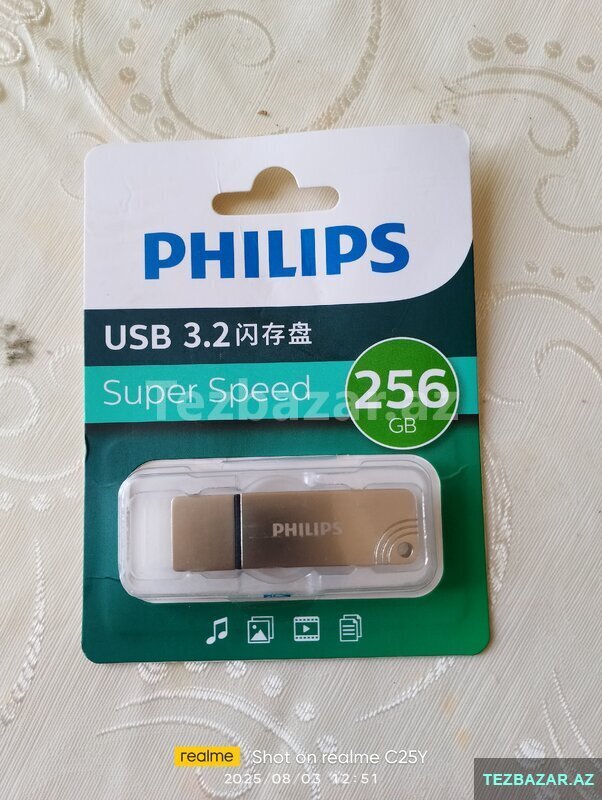 PHILIPS
USB 3.2闪存盘
Super Speed
256
GB
Tezbazar.az
PHILIPS
realme Shot on realme C25Y
2025/08/03 12:51
TEZBAZAR.AZ